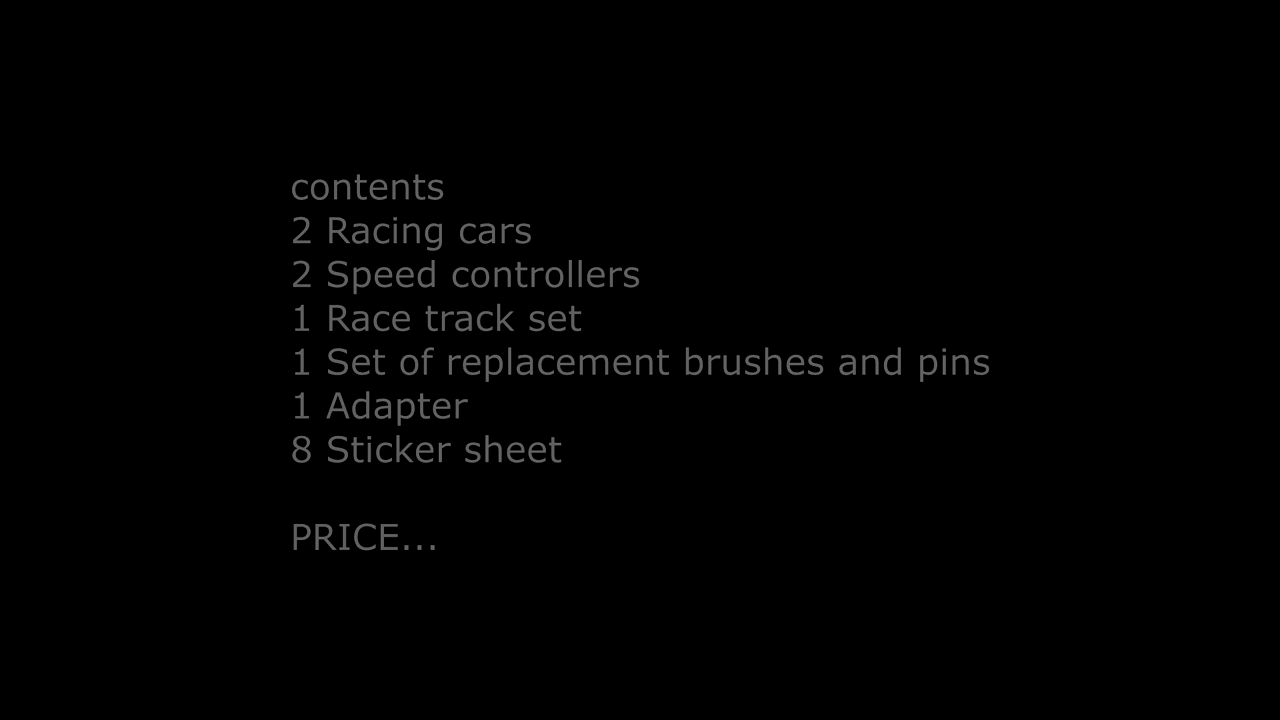 contents
2 Racing cars
2 Speed controllers
1 Race track set
1 Set of replacement brushes and pins
1 Adapter
8 Sticker sheet
PRICE...